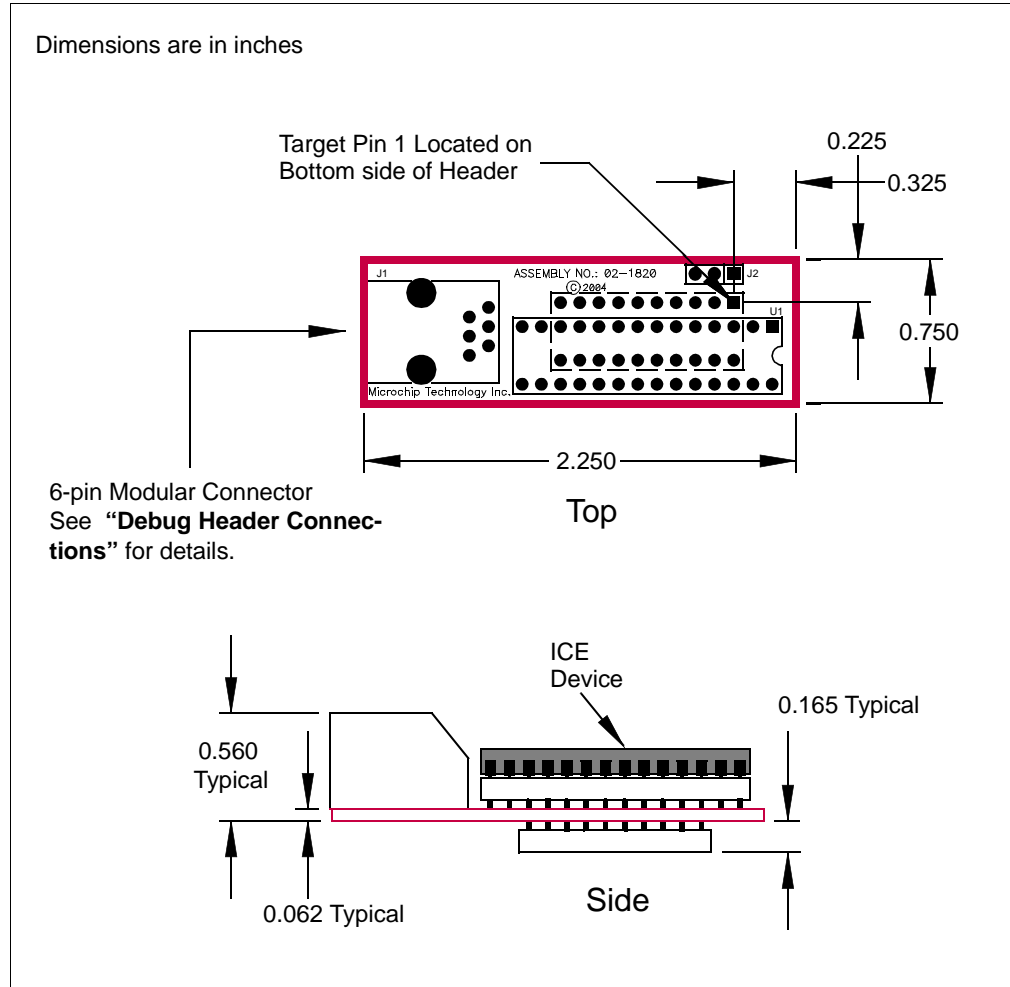 Dimensions are in inches
Target Pin 1 Located on
Bottom side of Header
0.225
0.325
J1
ASSEMBLY NO.: 02-1820
©2004
J2
U1
0.750
Microchip Technology Inc.
2.250
6-pin Modular Connector
See “Debug Header Connec-
tions” for details.
Top
ICE
Device
0.165 Typical
0.560
Typical
0.062 Typical
Side